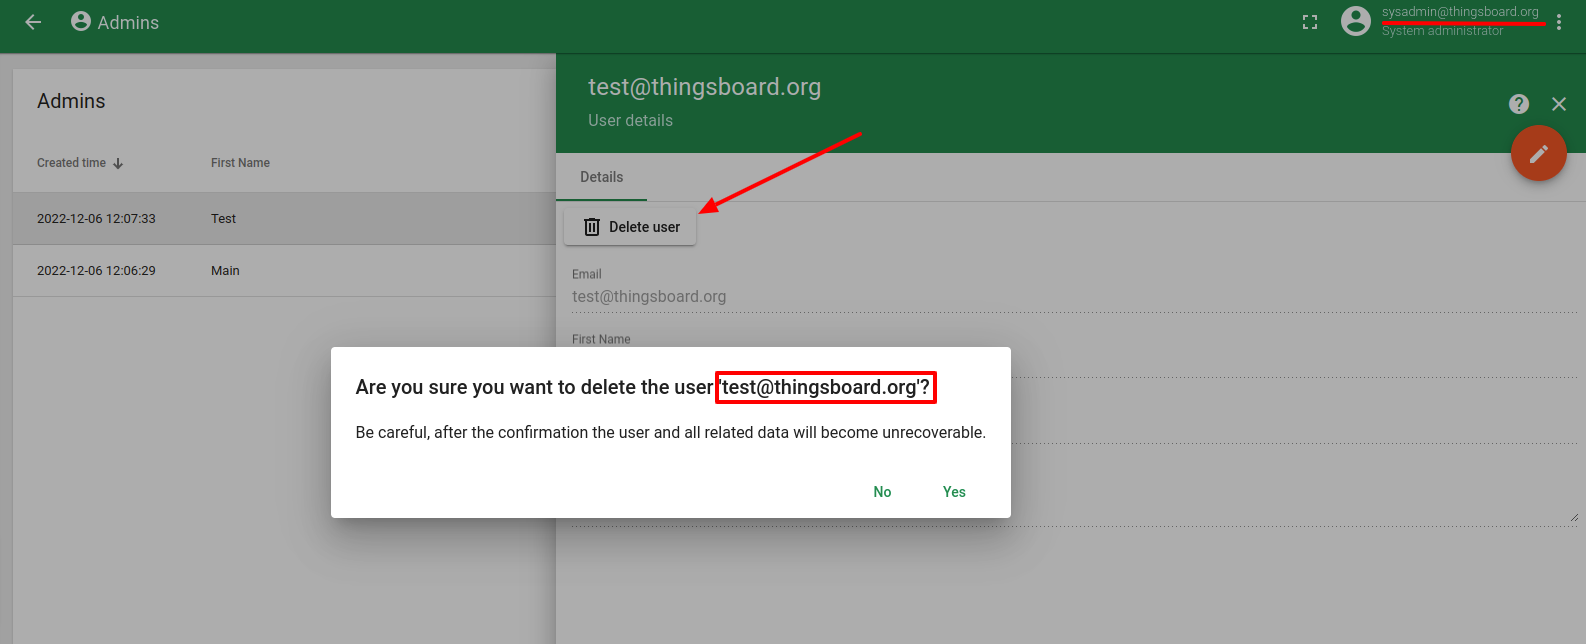 Admins
sysadmin@thingsboard.org
System administrator
Admins
Created time
First Name
2022-12-06 12:07:33
Test
2022-12-06 12:06:29
Main
test@thingsboard.org
User details
Details
Delete user
Email
test@thingsboard.org
First Name
Are you sure you want to delete the user 'test@thingsboard.org'?
Be careful, after the confirmation the user and all related data will become unrecoverable.
No
Yes